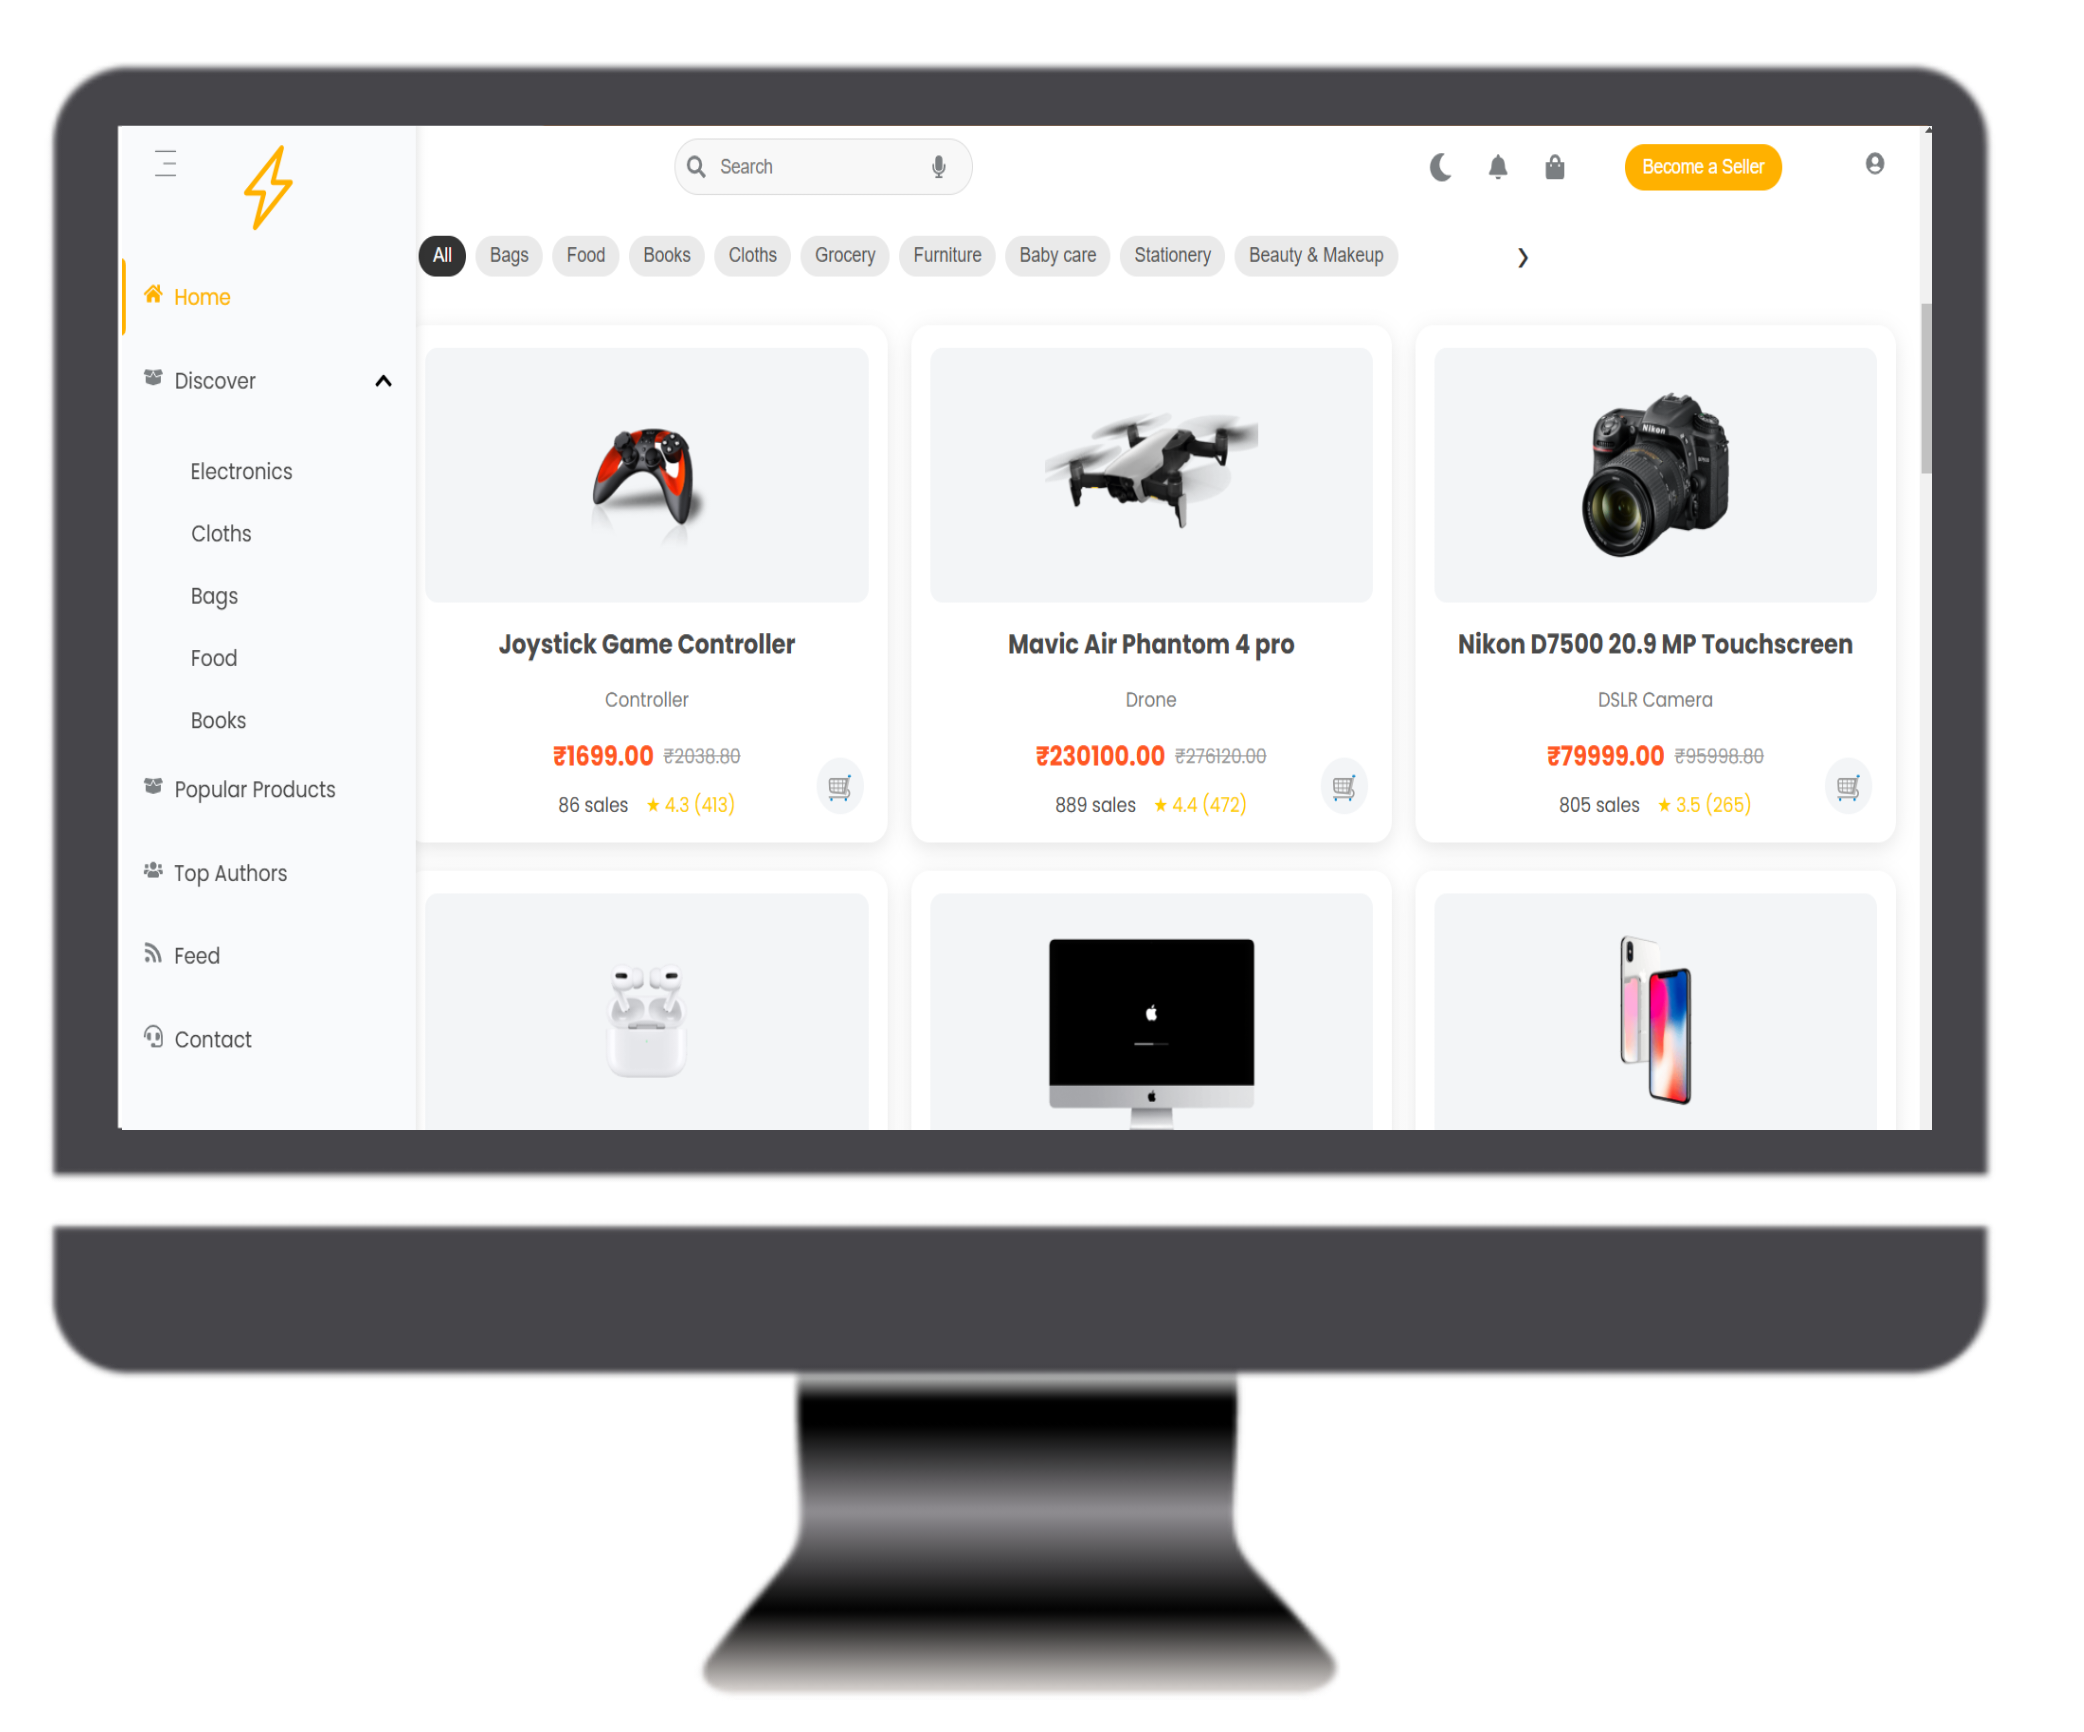 Search
Become a Seller
All Bags Food Books Cloths Grocery Furniture Baby care Stationery Beauty & Makeup
Home
Discover
Electronics
Cloths
Bags
Food
Books
Popular Products
Top Authors
Feed
Contact
Joystick Game Controller
Controller
₹1699.00 ₹2038.80
86 sales ★ 4.3 (413)
Mavic Air Phantom 4 pro
Drone
₹230100.00 ₹276120.00
889 sales ★ 4.4 (472)
Nikon
Nikon D7500 20.9 MP Touchscreen
DSLR Camera
₹79999.00 ₹95998.80
805 sales ★ 3.5 (265)